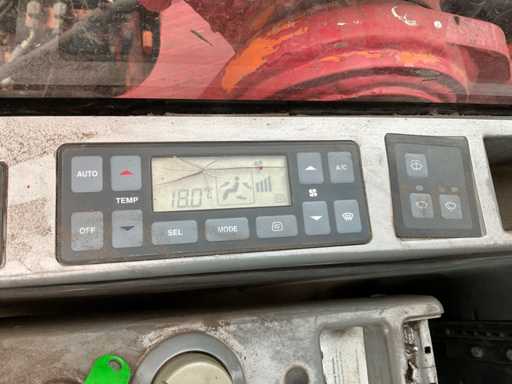 AUTO
TEMP
OFF
18.0°C
SEL
MODE
A/C